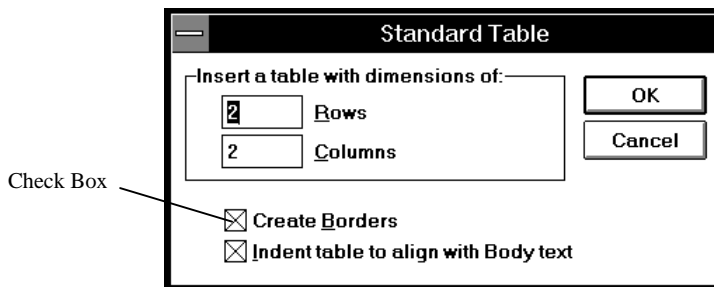 Standard Table
Insert a table with dimensions of:
2 Rows
2 Columns
OK
Cancel
Check Box
Create Borders
Indent table to align with Body text